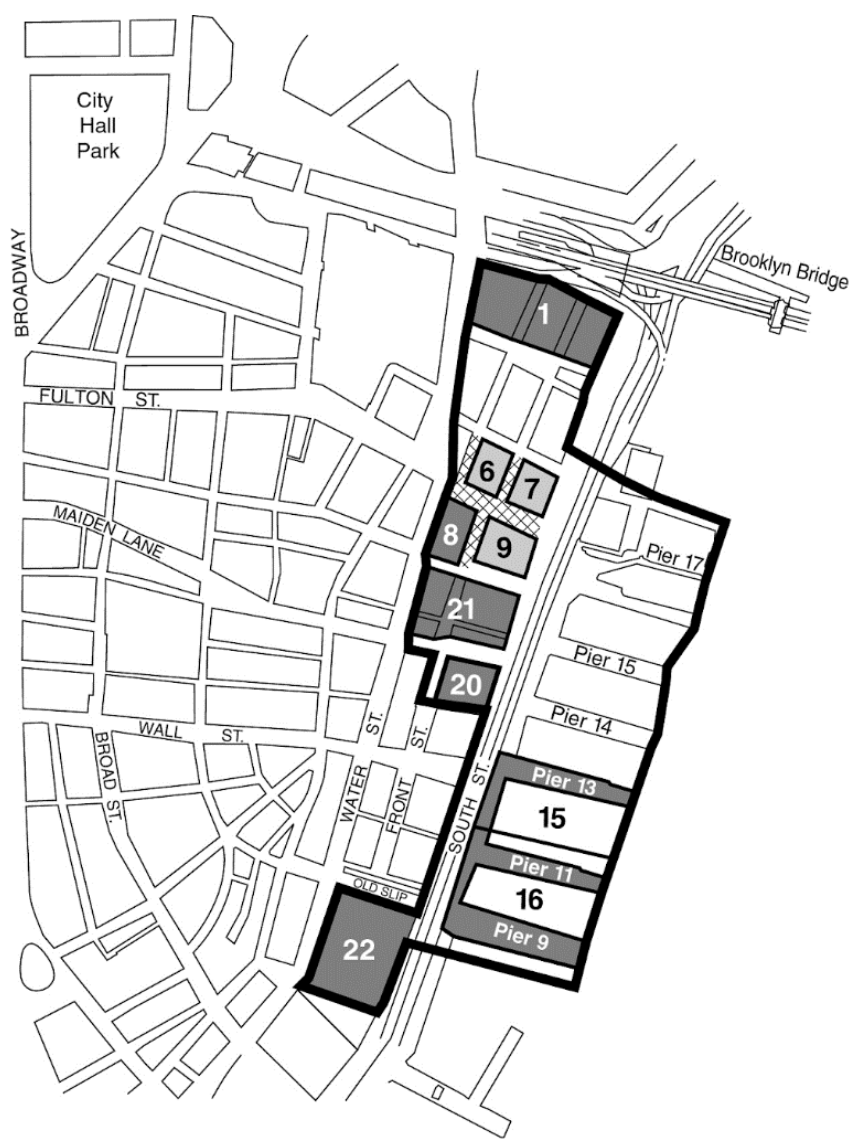 City
Hall
Park
BROADWAY
Brooklyn Bridge
1
FULTON ST.
6
7
MAIDEN LANE
8
9
Pier 17
21
Pier 15
20
Pier 14
WALL ST.
BROAD ST.
WATER ST.
FRONT ST.
SOUTH ST.
Pier 13
15
Pier 11
16
OLD SLIP
Pier 9
22